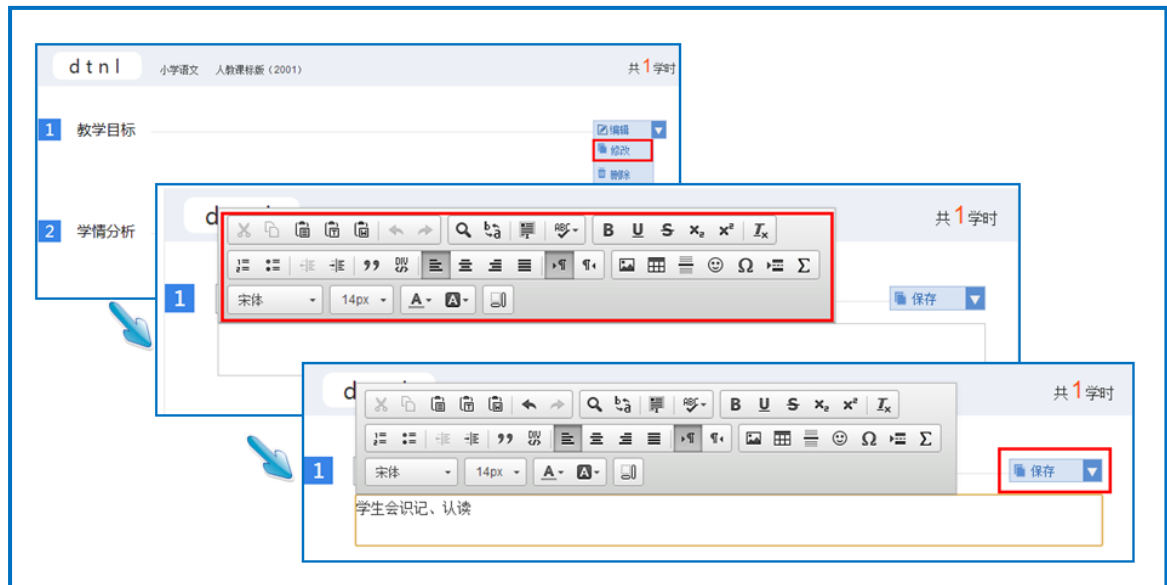 dtnl 小学语文 人教课标版（2001） 共1学时
1 教学目标 编辑
修改
删除
2 学情分析
共1学时
1 保存
宋体 14px
共1学时
1 保存
宋体 14px
学生会识记、认读